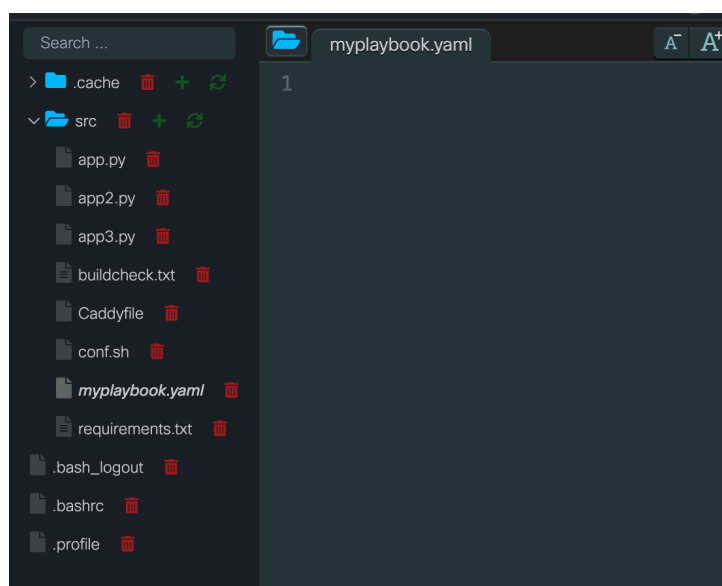 Search ...
myplaybook.yaml
A- A+
.cache
1
src
app.py
app2.py
app3.py
buildcheck.txt
Caddyfile
conf.sh
myplaybook.yaml
requirements.txt
.bash_logout
.bashrc
.profile